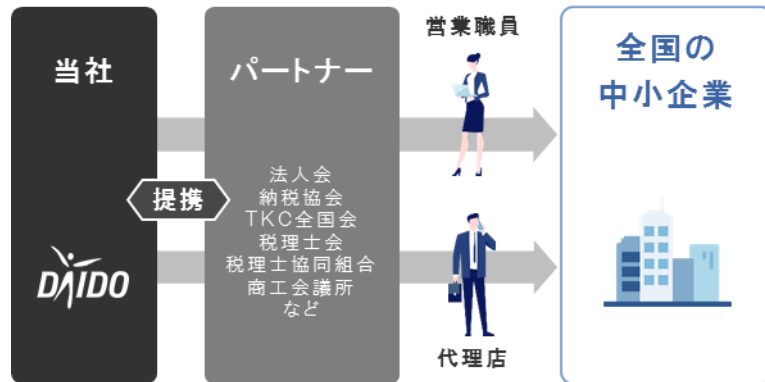 当社
提携
DAIDO
パートナー
法人会
納税協会
TKC全国会
税理士会
税理士協同組合
商工会議所
など
営業職員
代理店
全国の
中小企業